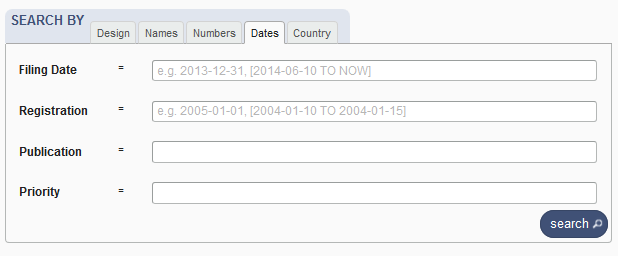 SEARCH BY Design Names Numbers Dates Country
Filing Date = e.g. 2013-12-31, [2014-06-10 TO NOW]
Registration = e.g. 2005-01-01, [2004-01-10 TO 2004-01-15]
Publication =
Priority =
search